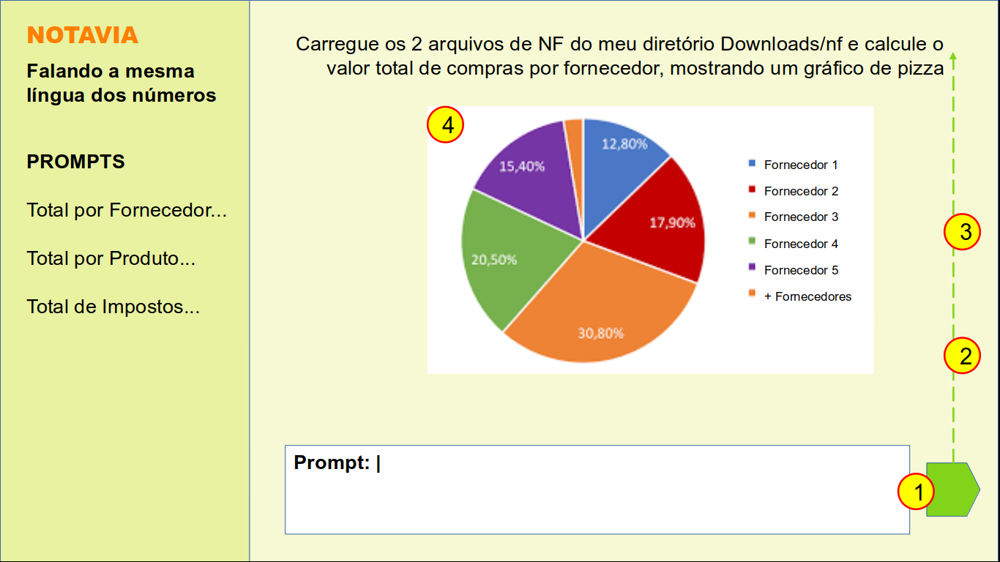 NOTAVIA
Falando a mesma
língua dos números
PROMPTS
Total por Fornecedor...
Total por Produto...
Total de Impostos...
Carregue os 2 arquivos de NF do meu diretório Downloads/nf e calcule o
valor total de compras por fornecedor, mostrando um gráfico de pizza
4
12,80%
17,90%
30,80%
20,50%
15,40%
Fornecedor 1
Fornecedor 2
Fornecedor 3
Fornecedor 4
Fornecedor 5
+ Fornecedores
3
2
Prompt: |
1